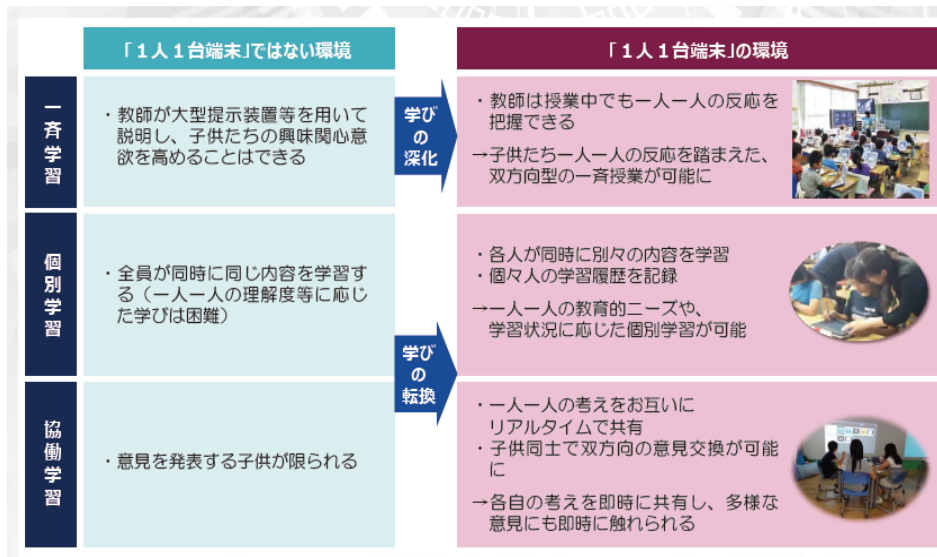 「１人１台端末」ではない環境
「１人１台端末」の環境
一斉学習
・教師が大型提示装置等を用いて
説明し、子供たちの興味関心意
欲を高めることはできる
学び
の
深化
・教師は授業中でも一人一人の反応を
把握できる
→子供たち一人一人の反応を踏まえた、
双方向型の一斉授業が可能に
個別学習
・全員が同時に同じ内容を学習す
る（一人一人の理解度等に応じ
た学びは困難）
・各人が同時に別々の内容を学習
・個々人の学習履歴を記録
→一人一人の教育的ニーズや、
学習状況に応じた個別学習が可能
学び
の
転換
協働学習
・意見を発表する子供が限られる
・一人一人の考えをお互いに
リアルタイムで共有
・子供同士で双方向の意見交換が可能
に
→各自の考えを即時に共有し、多様な
意見にも即時に触れられる